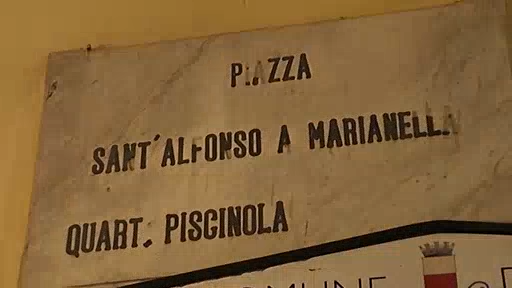 PIAZZA
SANT'ALFONSO A MARIANELLA
QUART. PISCINOLA